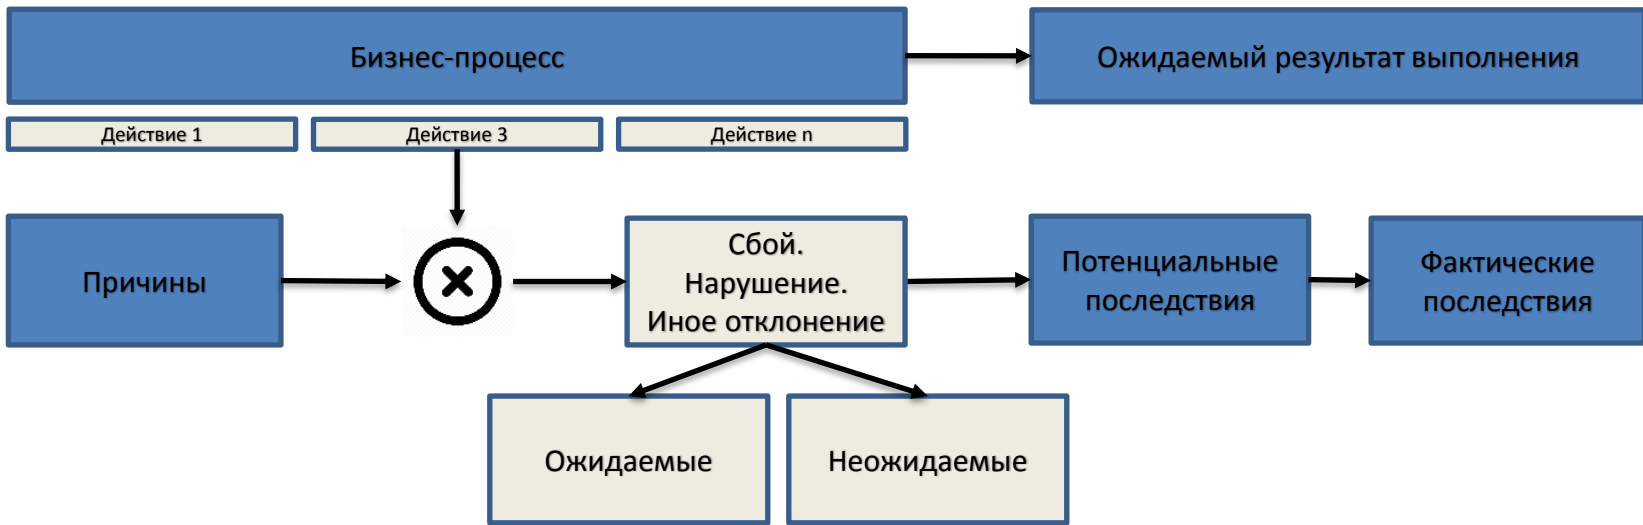 Бизнес-процесс
Ожидаемый результат выполнения
Действие 1
Действие 3
Действие n
Причины
Сбой.
Нарушение.
Иное отклонение
Потенциальные
последствия
Фактические
последствия
Ожидаемые
Неожидаемые